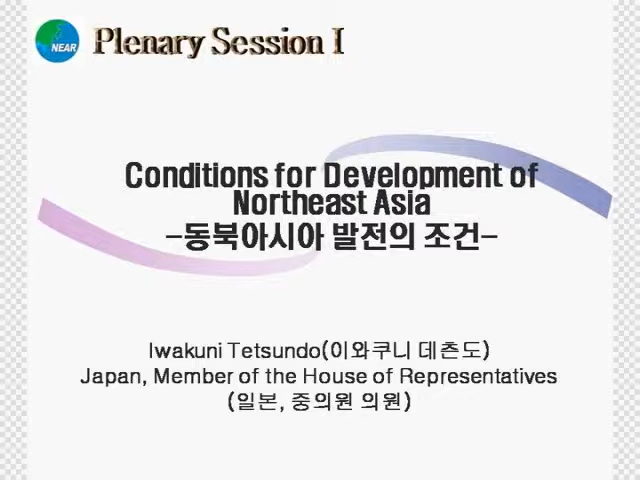 NEAR
Plenary Session I
Conditions for Development of
Northeast Asia
-동북아시아 발전의 조건-
Iwakuni Tetsundo(이와쿠니 데츠도)
Japan, Member of the House of Representatives
(일본, 중의원 의원)